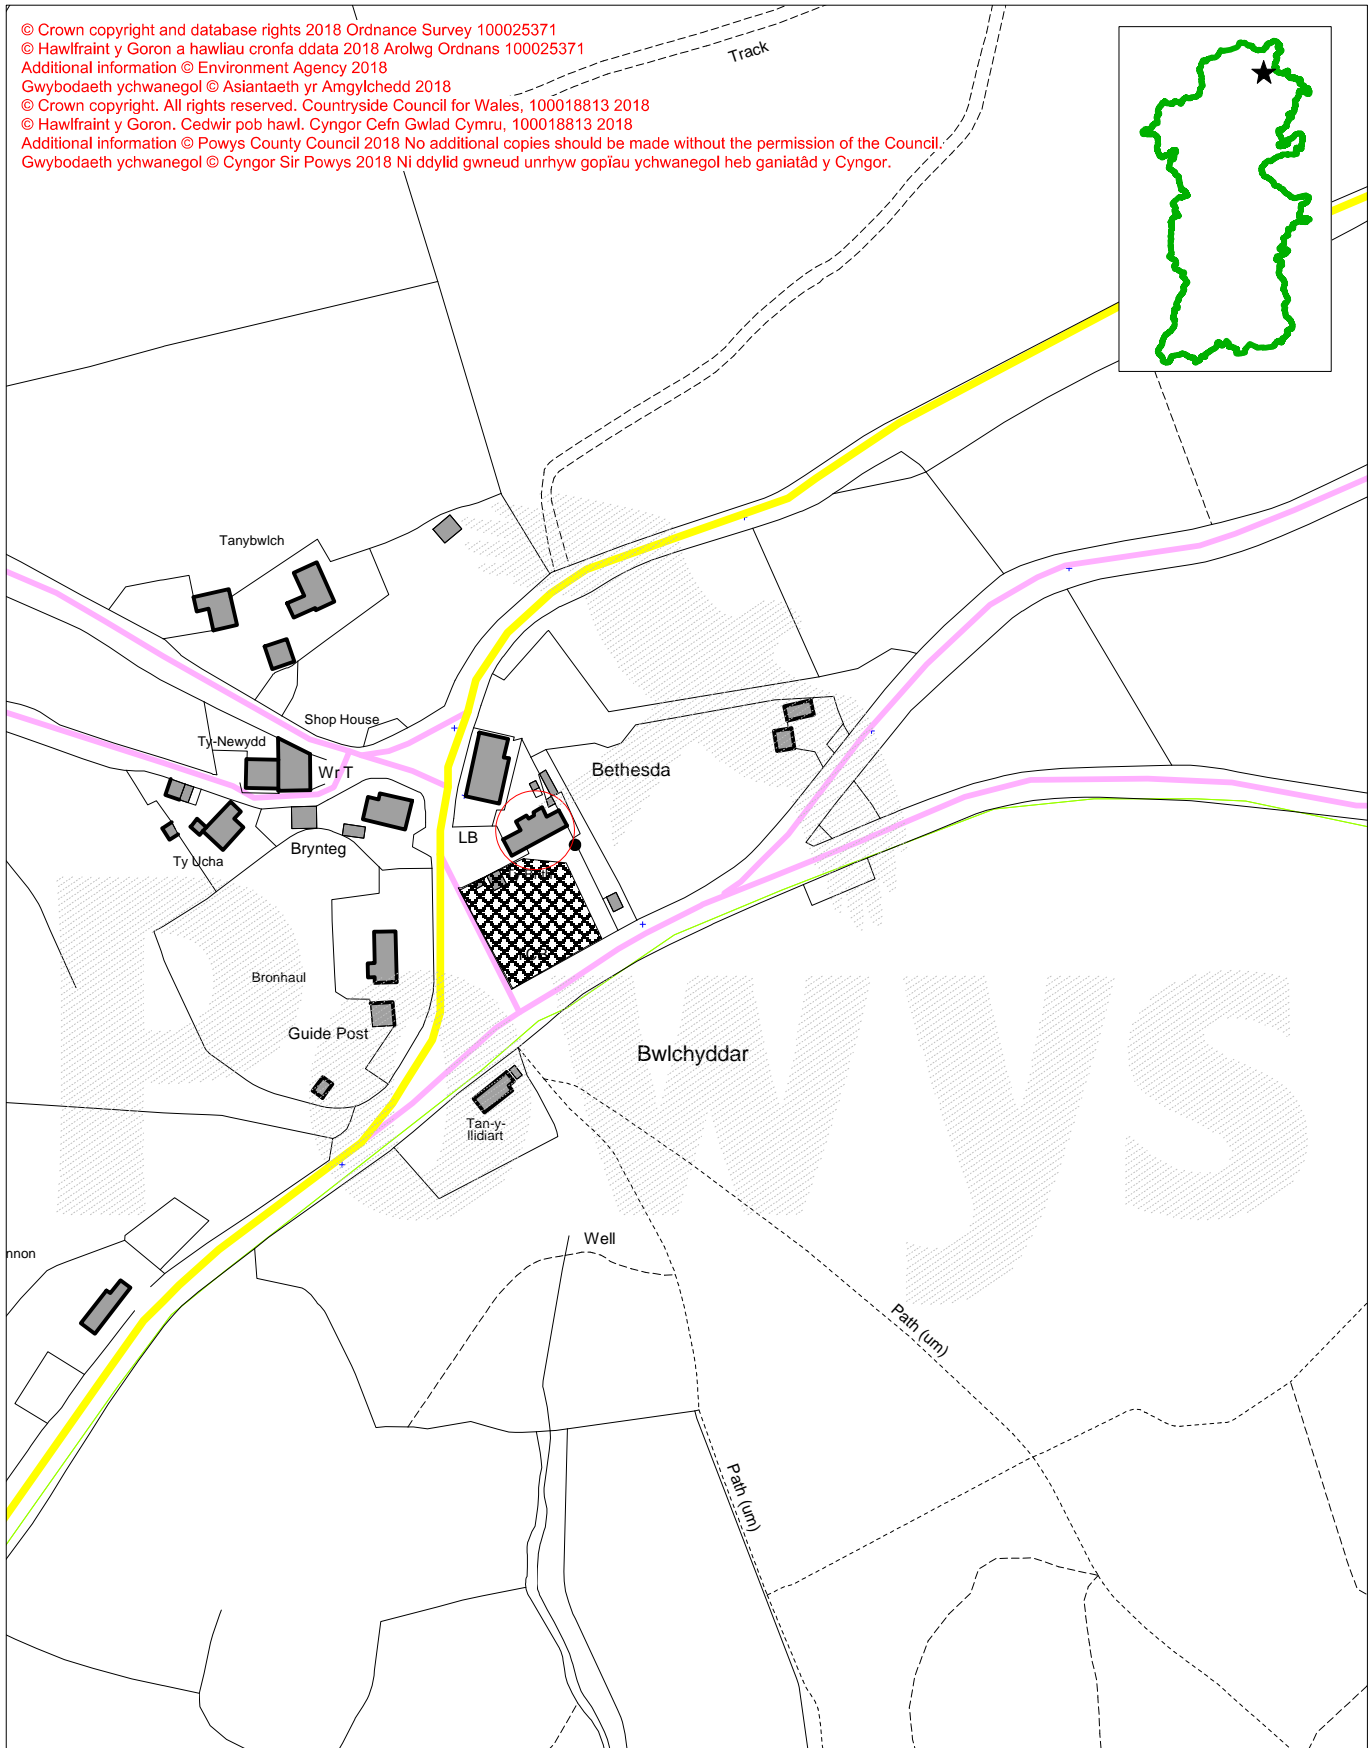 © Crown copyright and database rights 2018 Ordnance Survey 100025371
© Hawlfraint y Goron a hawliau cronfa ddata 2018 Arolwg Ordnans 100025371
Additional information © Environment Agency 2018
Gwybodaeth ychwanegol © Asiantaeth yr Amgylchedd 2018
© Crown copyright. All rights reserved. Countryside Council for Wales, 100018813 2018
© Hawlfraint y Goron. Cedwir pob hawl. Cyngor Cefn Gwlad Cymru, 100018813 2018
Additional information © Powys County Council 2018 No additional copies should be made without the permission of the Council.
Gwybodaeth ychwanegol © Cyngor Sir Powys 2018 Ni ddylid gwneud unrhyw gopïau ychwanegol heb ganiatâd y Cyngor.
Track
Tanybwlch
Shop House
Ty-Newydd
Wr T
Bethesda
LB
Brynteg
Ty Ucha
Bronhaul
Guide Post
Bwlchyddar
Powys
Tan-y-
llidiart
Well
nnon
Path (um)
Path (um)